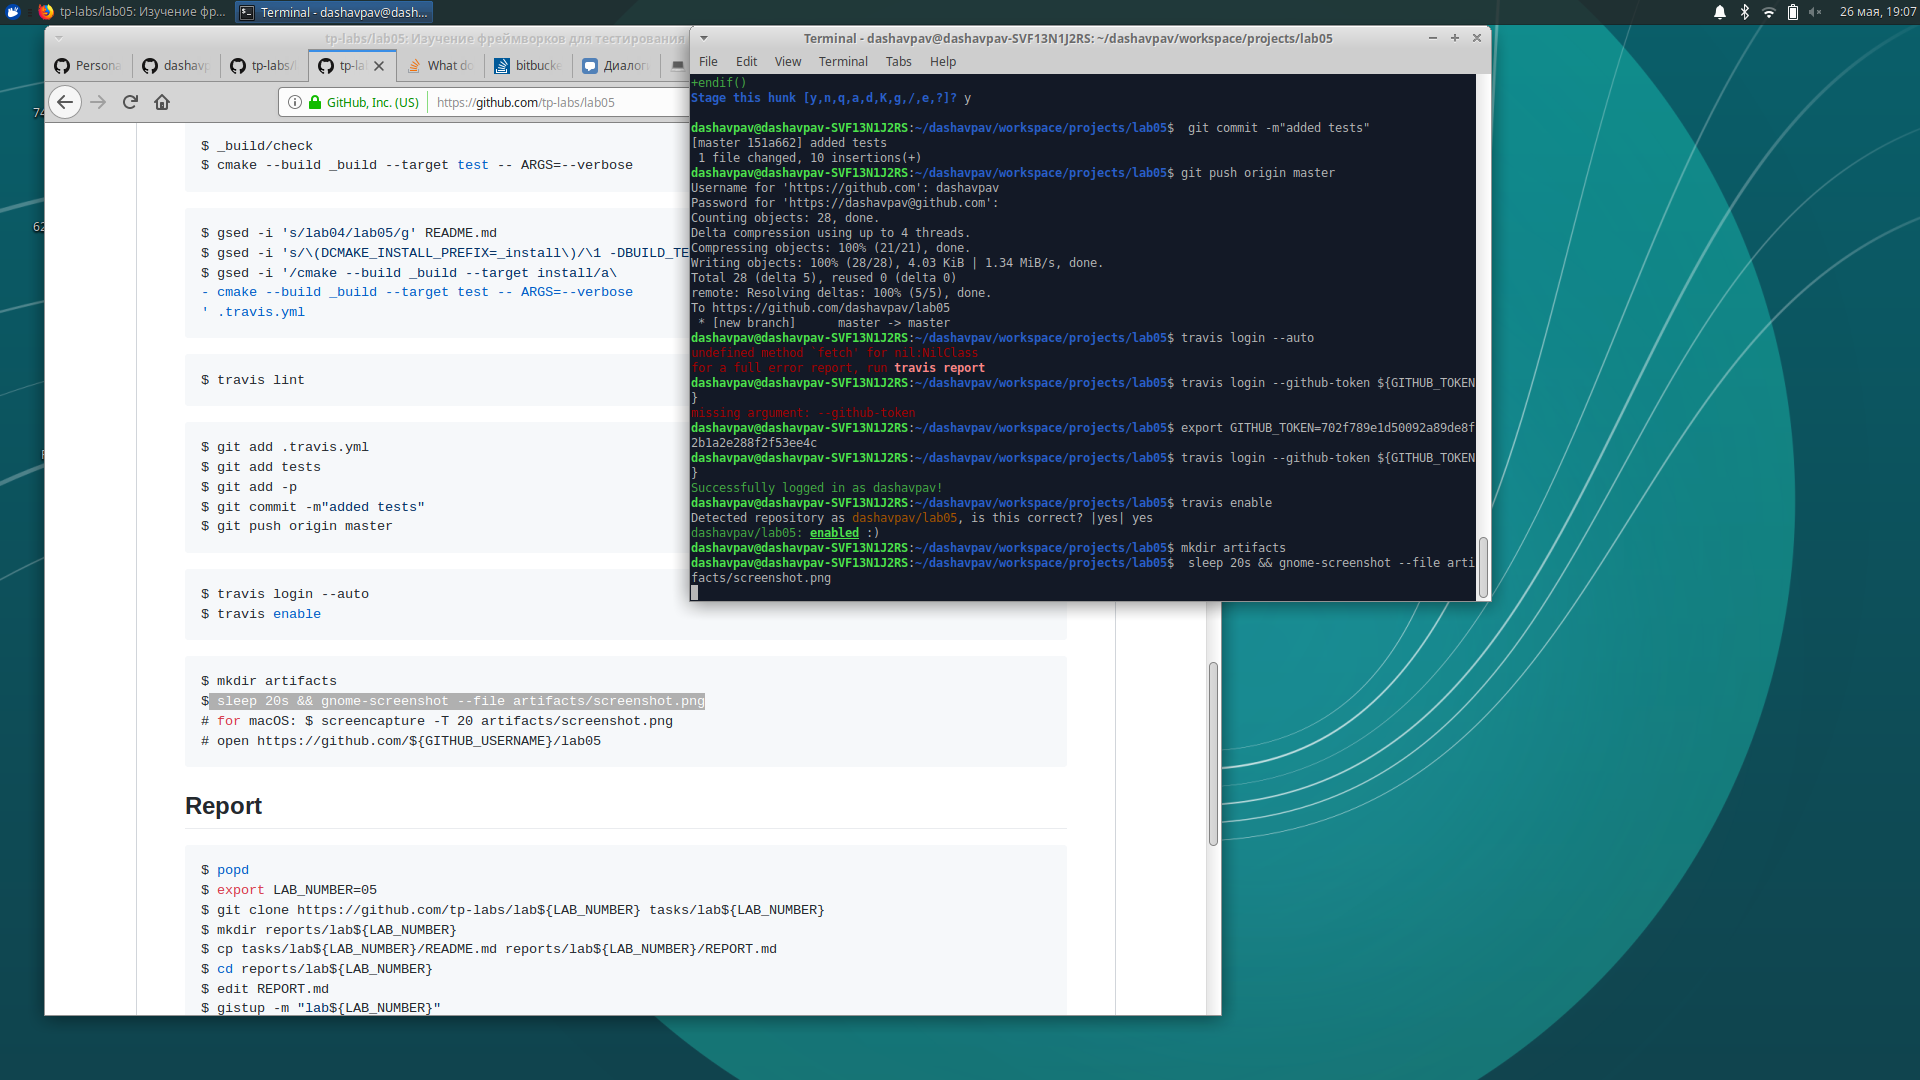 tp-labs/lab05: Изучение фр...
Terminal - dashavpav@dash...
26 мая, 19:07
tp-labs/lab05: Изучение фреймворков для тестирования
Persona
dashavp
tp-labs/l
tp-la
What do
bitbucke
Диалог
GitHub, Inc. (US)
https://github.com/tp-labs/lab05
$ _build/check
$ cmake --build _build --target test -- ARGS=--verbose
$ gsed -i 's/lab04/lab05/g' README.md
$ gsed -i 's/\(DCMAKE_INSTALL_PREFIX=_install\)/\1 -DBUILD_TE
$ gsed -i '/cmake --build _build --target install/a\
- cmake --build _build --target test -- ARGS=--verbose
' .travis.yml
$ travis lint
$ git add .travis.yml
$ git add tests
$ git add -p
$ git commit -m"added tests"
$ git push origin master
$ travis login --auto
$ travis enable
$ mkdir artifacts
$ sleep 20s && gnome-screenshot --file artifacts/screenshot.png
# for macOS: $ screencapture -T 20 artifacts/screenshot.png
# open https://github.com/${GITHUB_USERNAME}/lab05
Report
$ popd
$ export LAB_NUMBER=05
$ git clone https://github.com/tp-labs/lab${LAB_NUMBER} tasks/lab${LAB_NUMBER}
$ mkdir reports/lab${LAB_NUMBER}
$ cp tasks/lab${LAB_NUMBER}/README.md reports/lab${LAB_NUMBER}/REPORT.md
$ cd reports/lab${LAB_NUMBER}
$ edit REPORT.md
$ gistup -m "lab${LAB_NUMBER}"
Terminal - dashavpav@dashavpav-SVF13N1J2RS: ~/dashavpav/workspace/projects/lab05
File Edit View Terminal Tabs Help
+endif()
Stage this hunk [y,n,q,a,d,K,g,/,e,?]? y
dashavpav@dashavpav-SVF13N1J2RS:~/dashavpav/workspace/projects/lab05$  git commit -m"added tests"
[master 151a662] added tests
 1 file changed, 10 insertions(+)
dashavpav@dashavpav-SVF13N1J2RS:~/dashavpav/workspace/projects/lab05$ git push origin master
Username for 'https://github.com': dashavpav
Password for 'https://dashavpav@github.com':
Counting objects: 28, done.
Delta compression using up to 4 threads.
Compressing objects: 100% (21/21), done.
Writing objects: 100% (28/28), 4.03 KiB | 1.34 MiB/s, done.
Total 28 (delta 5), reused 0 (delta 0)
remote: Resolving deltas: 100% (5/5), done.
To https://github.com/dashavpav/lab05
 * [new branch]      master -> master
dashavpav@dashavpav-SVF13N1J2RS:~/dashavpav/workspace/projects/lab05$ travis login --auto
undefined method `fetch' for nil:NilClass
for a full error report, run travis report
dashavpav@dashavpav-SVF13N1J2RS:~/dashavpav/workspace/projects/lab05$ travis login --github-token ${GITHUB_TOKEN
}
missing argument: --github-token
dashavpav@dashavpav-SVF13N1J2RS:~/dashavpav/workspace/projects/lab05$ export GITHUB_TOKEN=702f789e1d50092a89de8f
2b1a2e288f2f53ee4c
dashavpav@dashavpav-SVF13N1J2RS:~/dashavpav/workspace/projects/lab05$ travis login --github-token ${GITHUB_TOKEN
}
Successfully logged in as dashavpav!
dashavpav@dashavpav-SVF13N1J2RS:~/dashavpav/workspace/projects/lab05$ travis enable
Detected repository as dashavpav/lab05, is this correct? |yes| yes
dashavpav/lab05: enabled :)
dashavpav@dashavpav-SVF13N1J2RS:~/dashavpav/workspace/projects/lab05$ mkdir artifacts
dashavpav@dashavpav-SVF13N1J2RS:~/dashavpav/workspace/projects/lab05$  sleep 20s && gnome-screenshot --file arti
facts/screenshot.png